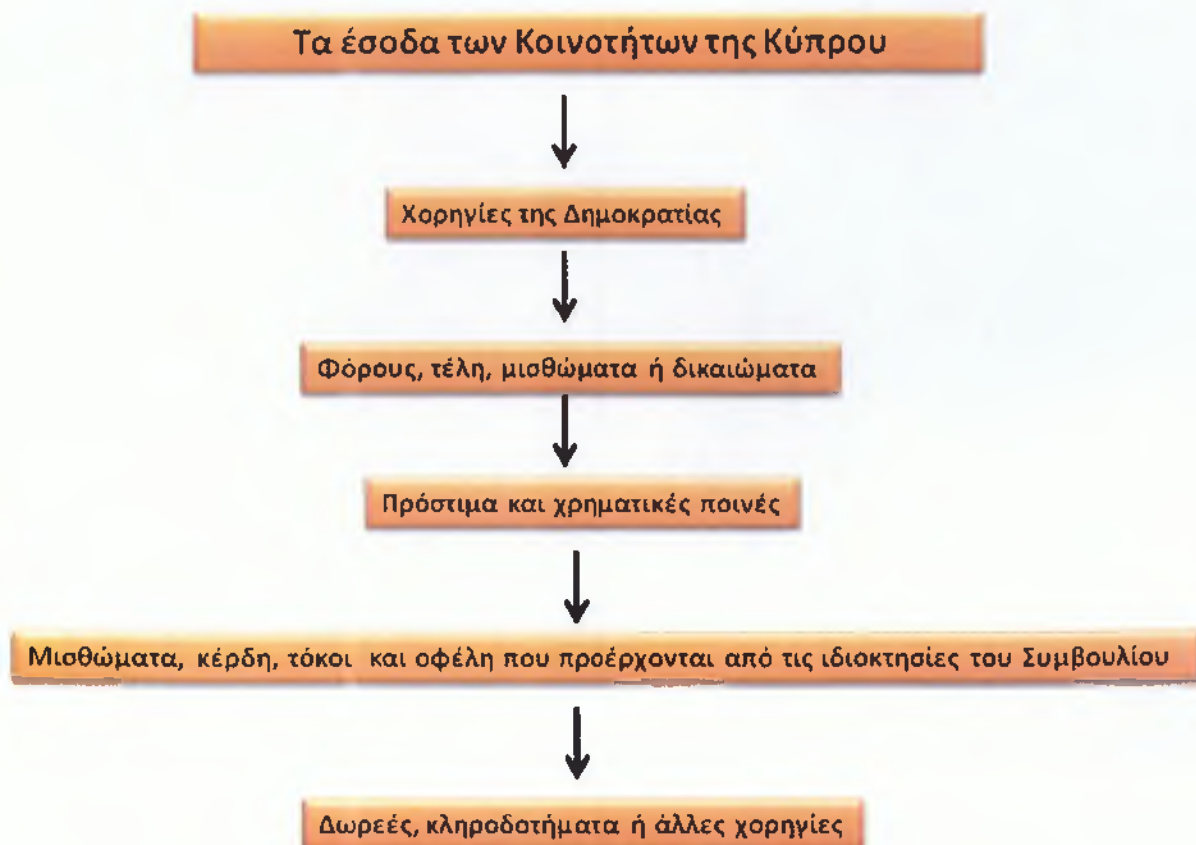 Τα έσοδα των Κοινοτήτων της Κύπρου
Χορηγίες της Δημοκρατίας
Φόρους, τέλη, μισθώματα ή δικαιώματα
Πρόστιμα και χρηματικές ποινές
Μισθώματα, κέρδη, τόκοι και οφέλη που προέρχονται από τις ιδιοκτησίες του Συμβουλίου
Δωρεές, κληροδοτήματα ή άλλες χορηγίες